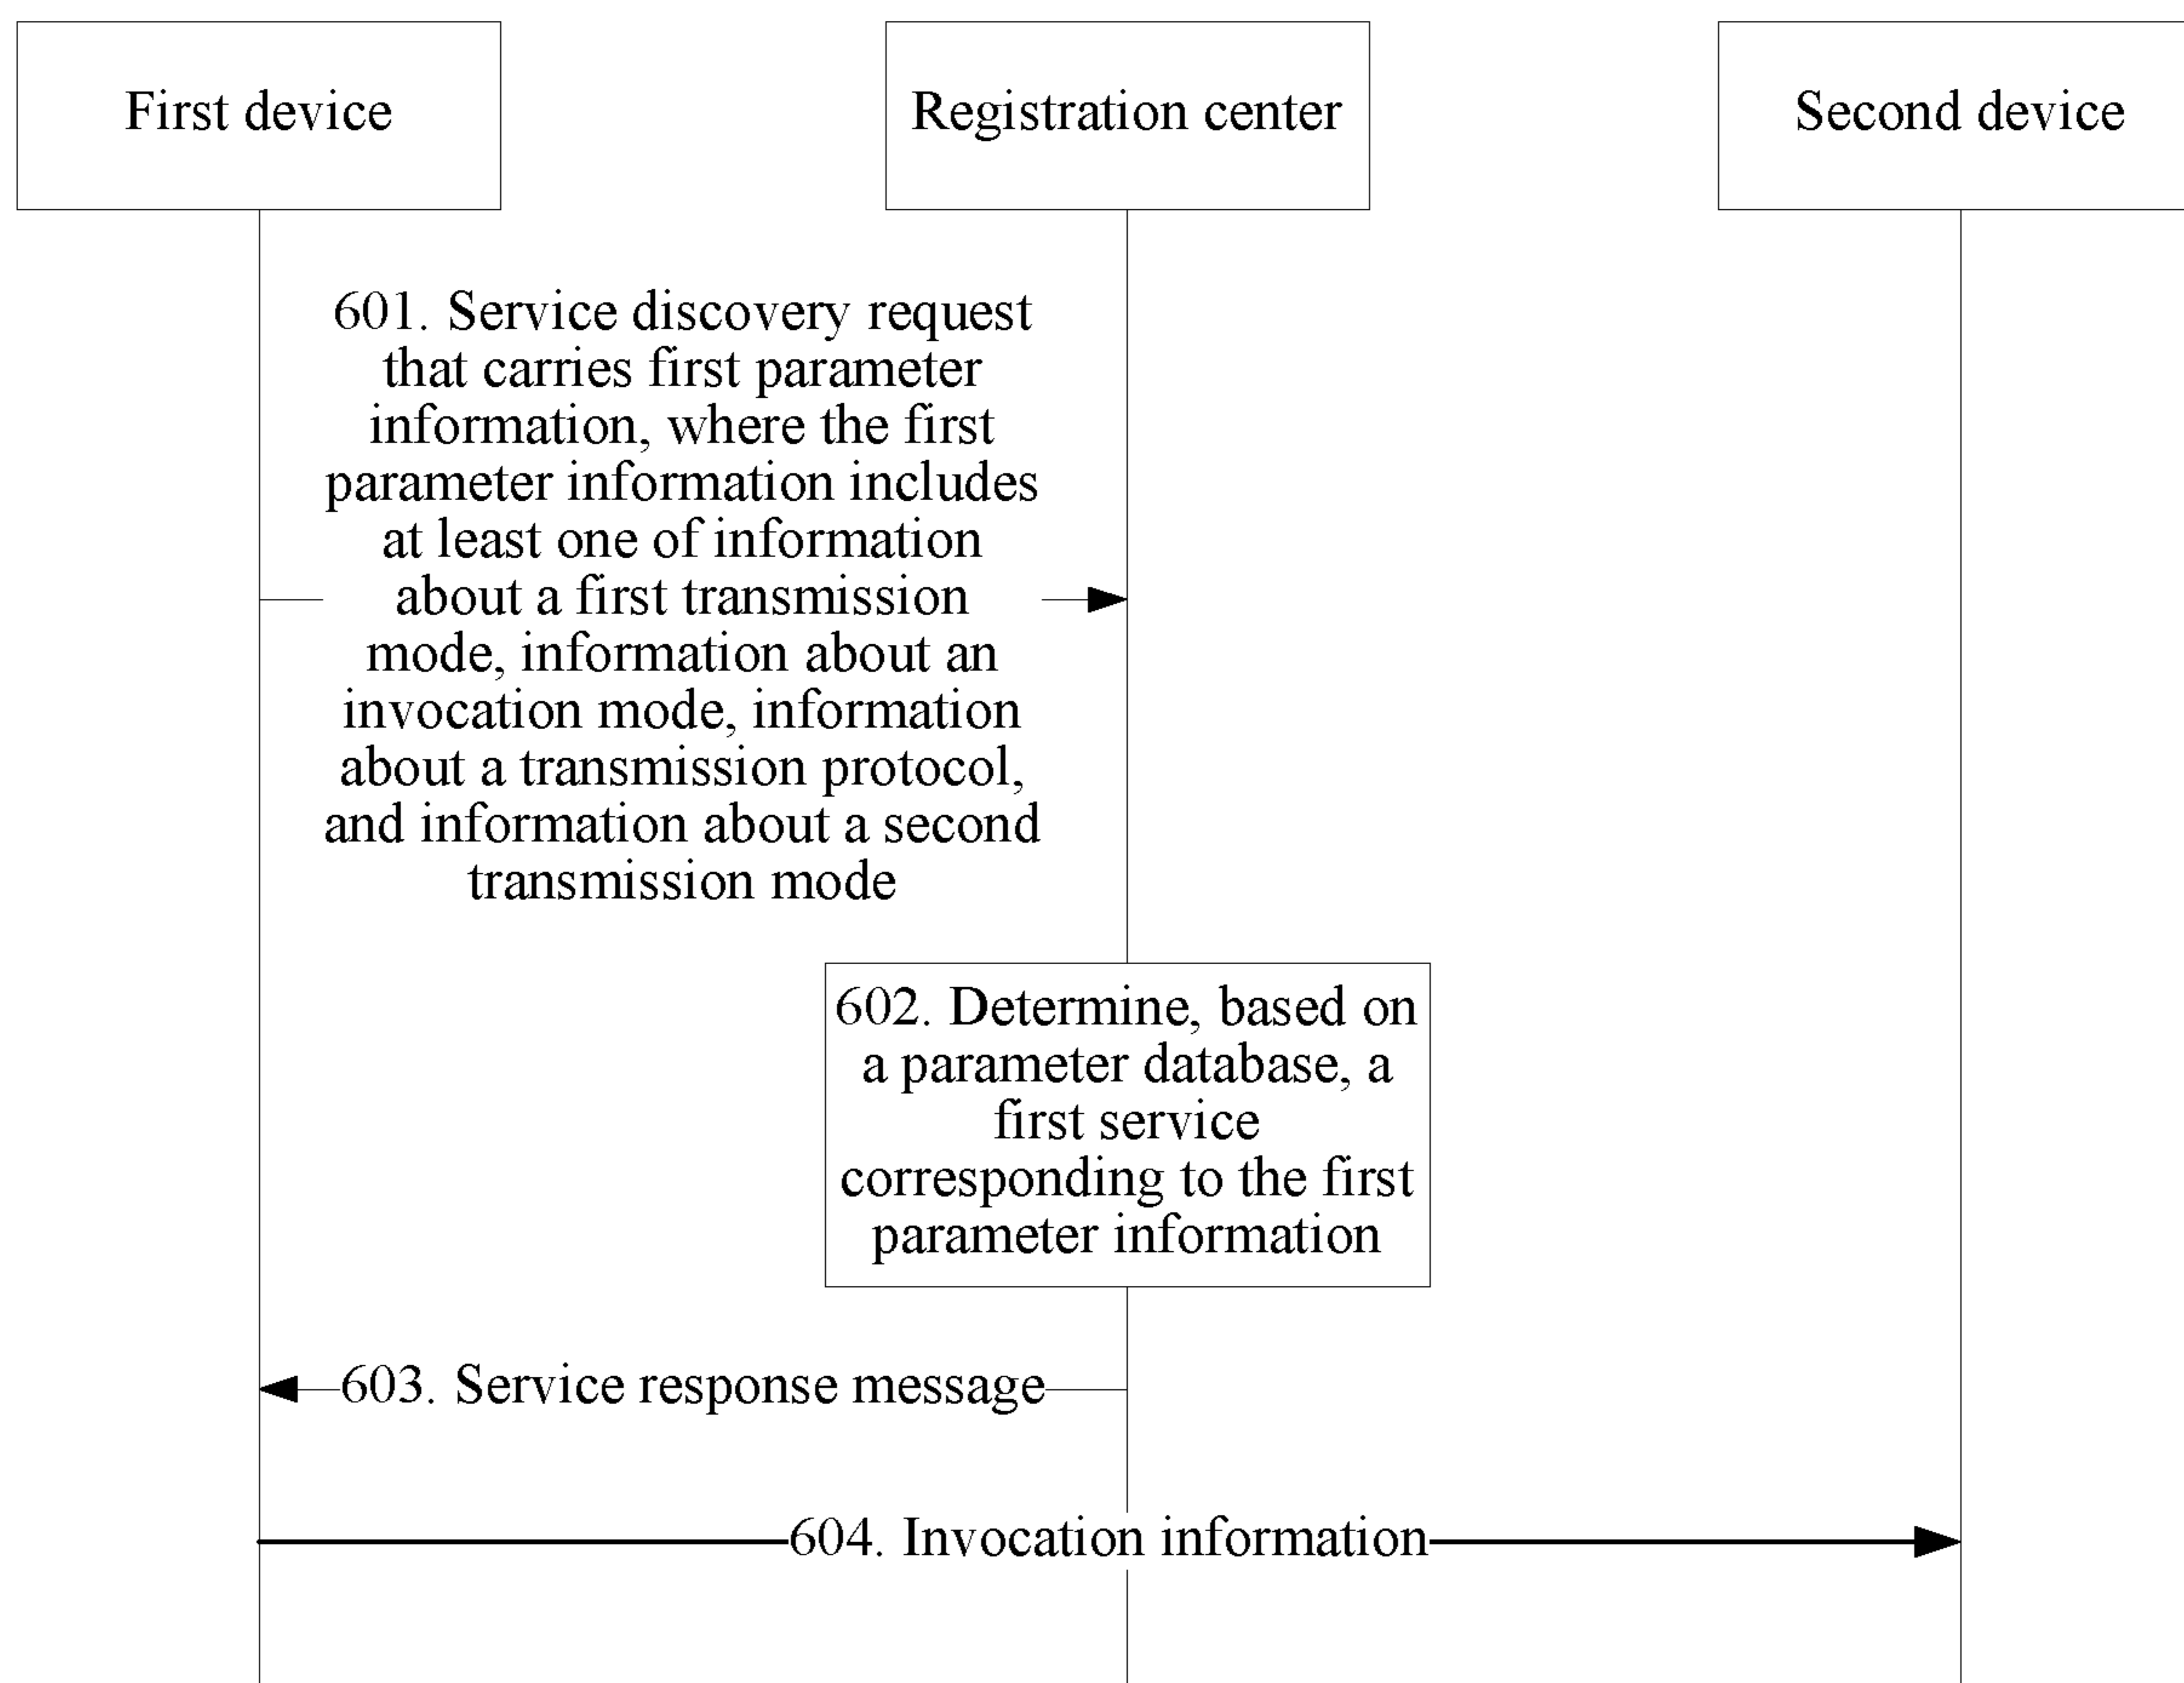 First device
Registration center
Second device
601. Service discovery request
that carries first parameter
information, where the first
parameter information includes
at least one of information
about a first transmission
mode, information about an
invocation mode, information
about a transmission protocol,
and information about a second
transmission mode
602. Determine, based on
a parameter database, a
first service
corresponding to the first
parameter information
603. Service response message
604. Invocation information